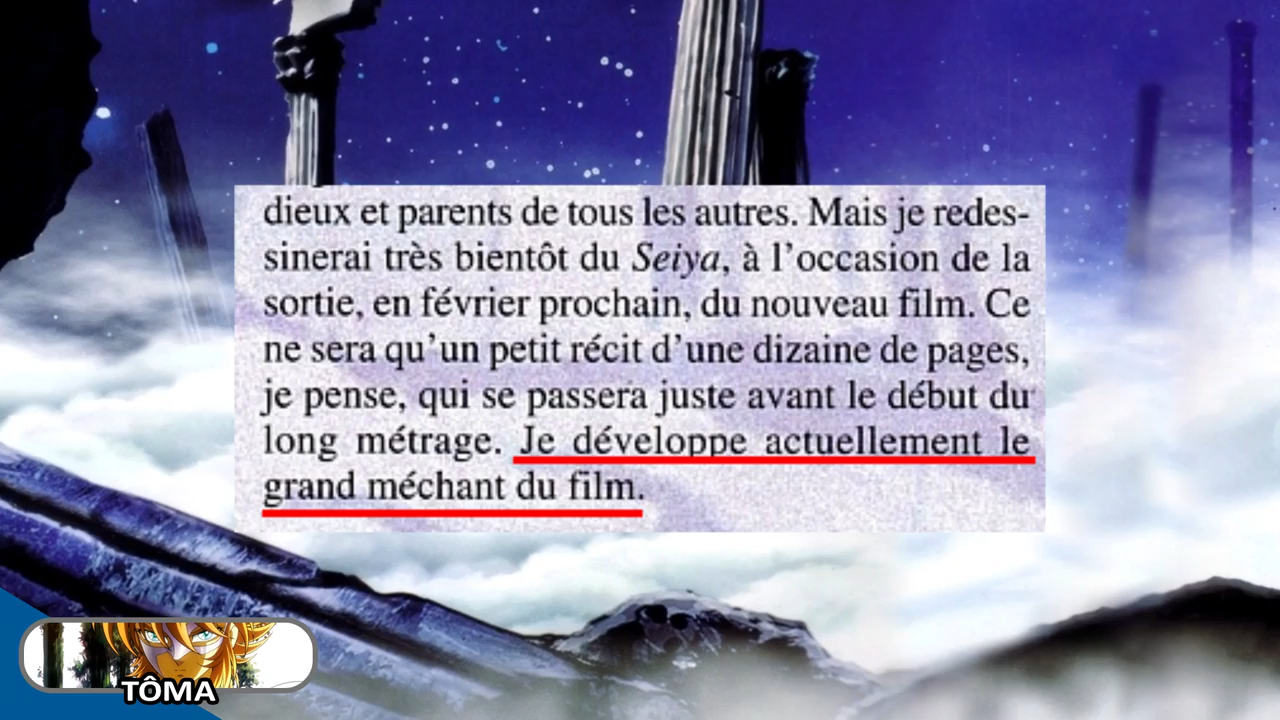 dieux et parents de tous les autres. Mais je redes-
sinerai très bientôt du Seiya, à l'occasion de la
sortie, en février prochain, du nouveau film. Ce
ne sera qu'un petit récit d'une dizaine de pages,
je pense, qui se passera juste avant le début du
long métrage. Je développe actuellement le
grand méchant du film.
TÔMA